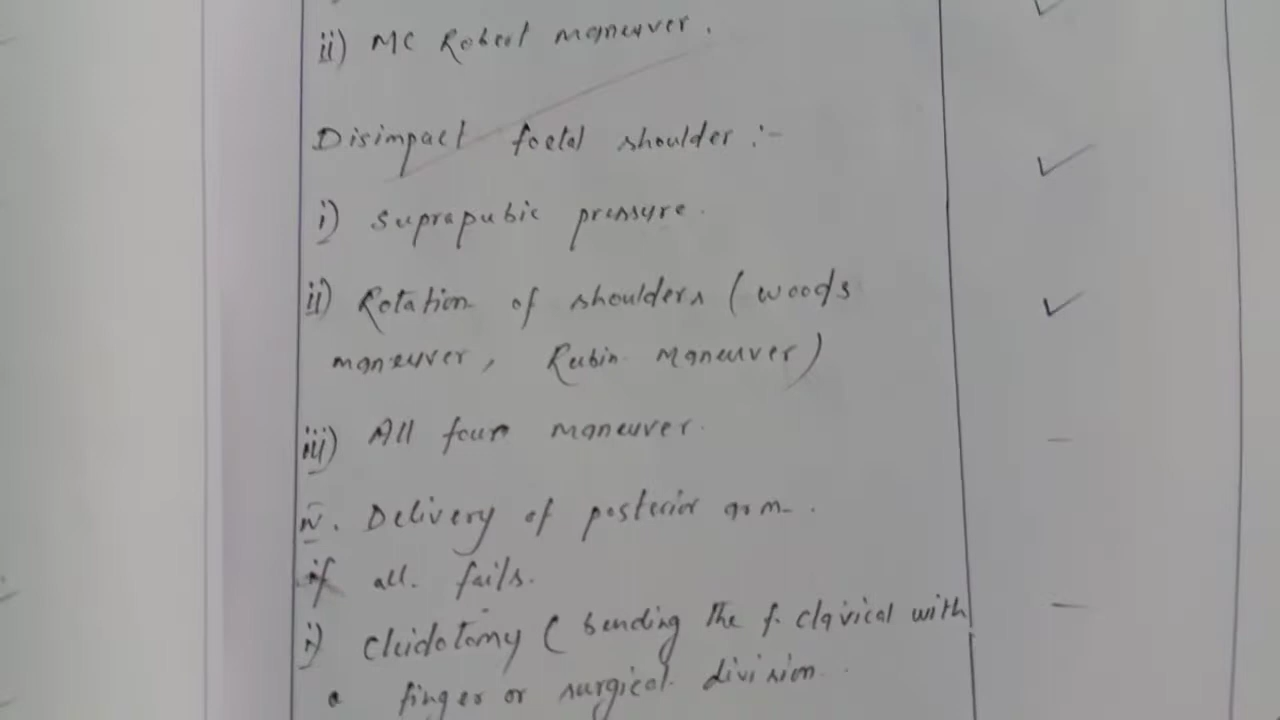 ii) MC Robert maneuver.
Disimpact foetal shoulder :-
i) suprapubic pressure.
ii) Rotation of shoulders (woods
maneuver, Rubin Maneuver)
iii) All four maneuver.
iv. Delivery of posterior arm.
if all. fails.
i) Cleidotomy ( bending the f. clavical with
a finger or surgical division.